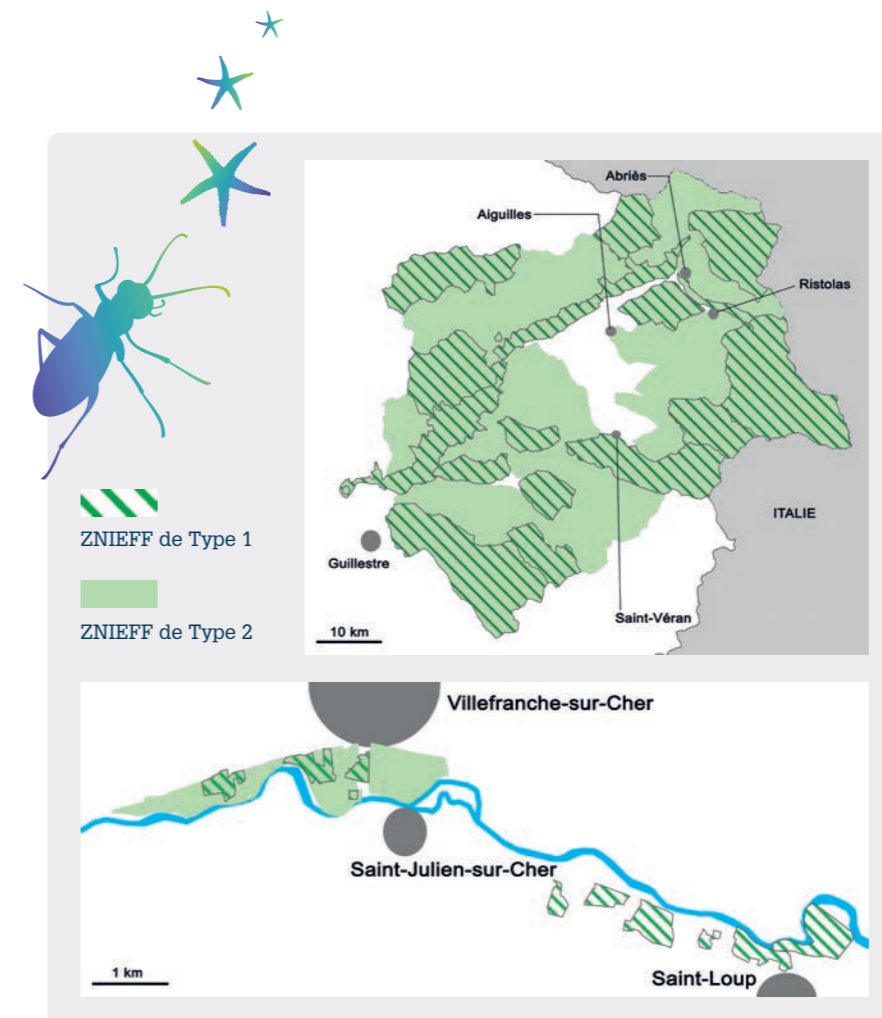 Abriès
Aiguilles
Ristolas
ITALIE
ZNIEFF de Type 1
Guillestre
Saint-Véran
ZNIEFF de Type 2
10 km
Villefranche-sur-Cher
Saint-Julien-sur-Cher
1 km
Saint-Loup